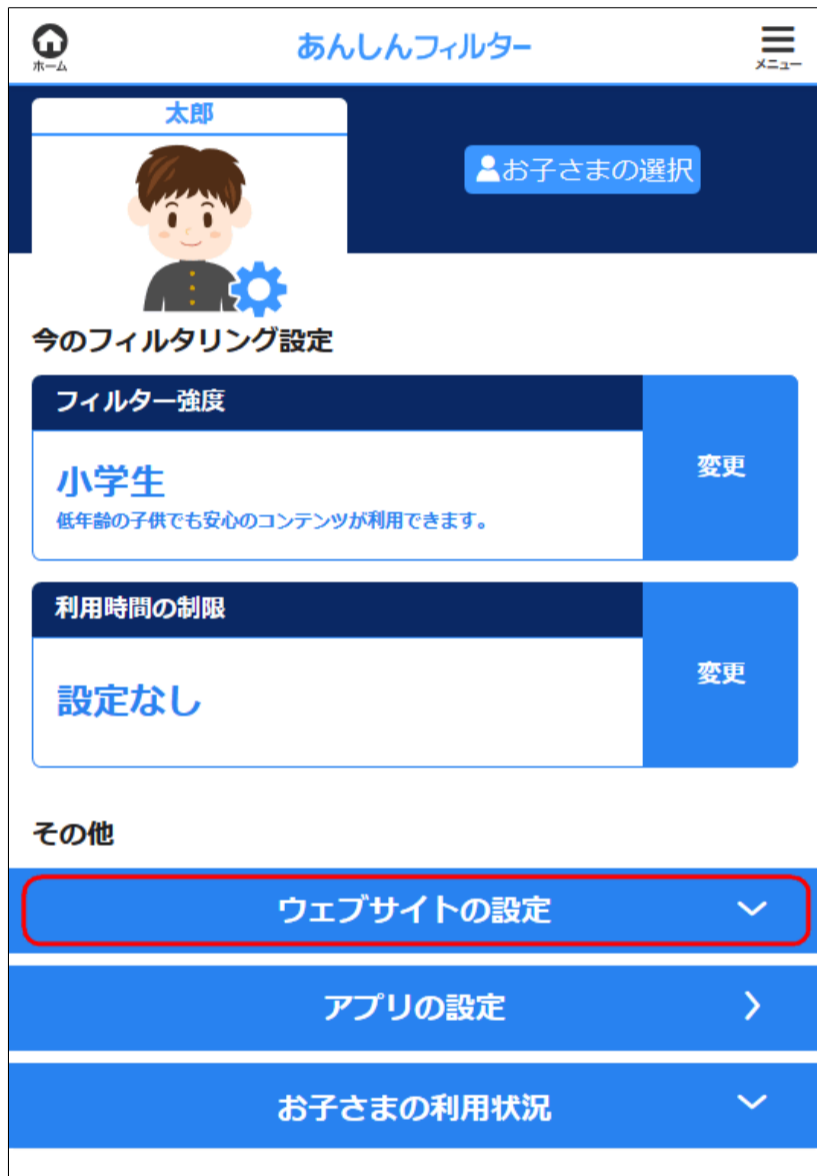 あんしんフィルター
ホーム
メニュー
太郎
お子さまの選択
今のフィルタリング設定
フィルター強度
小学生
低年齢の子供でも安心のコンテンツが利用できます。
変更
利用時間の制限
設定なし
変更
その他
ウェブサイトの設定
アプリの設定
お子さまの利用状況